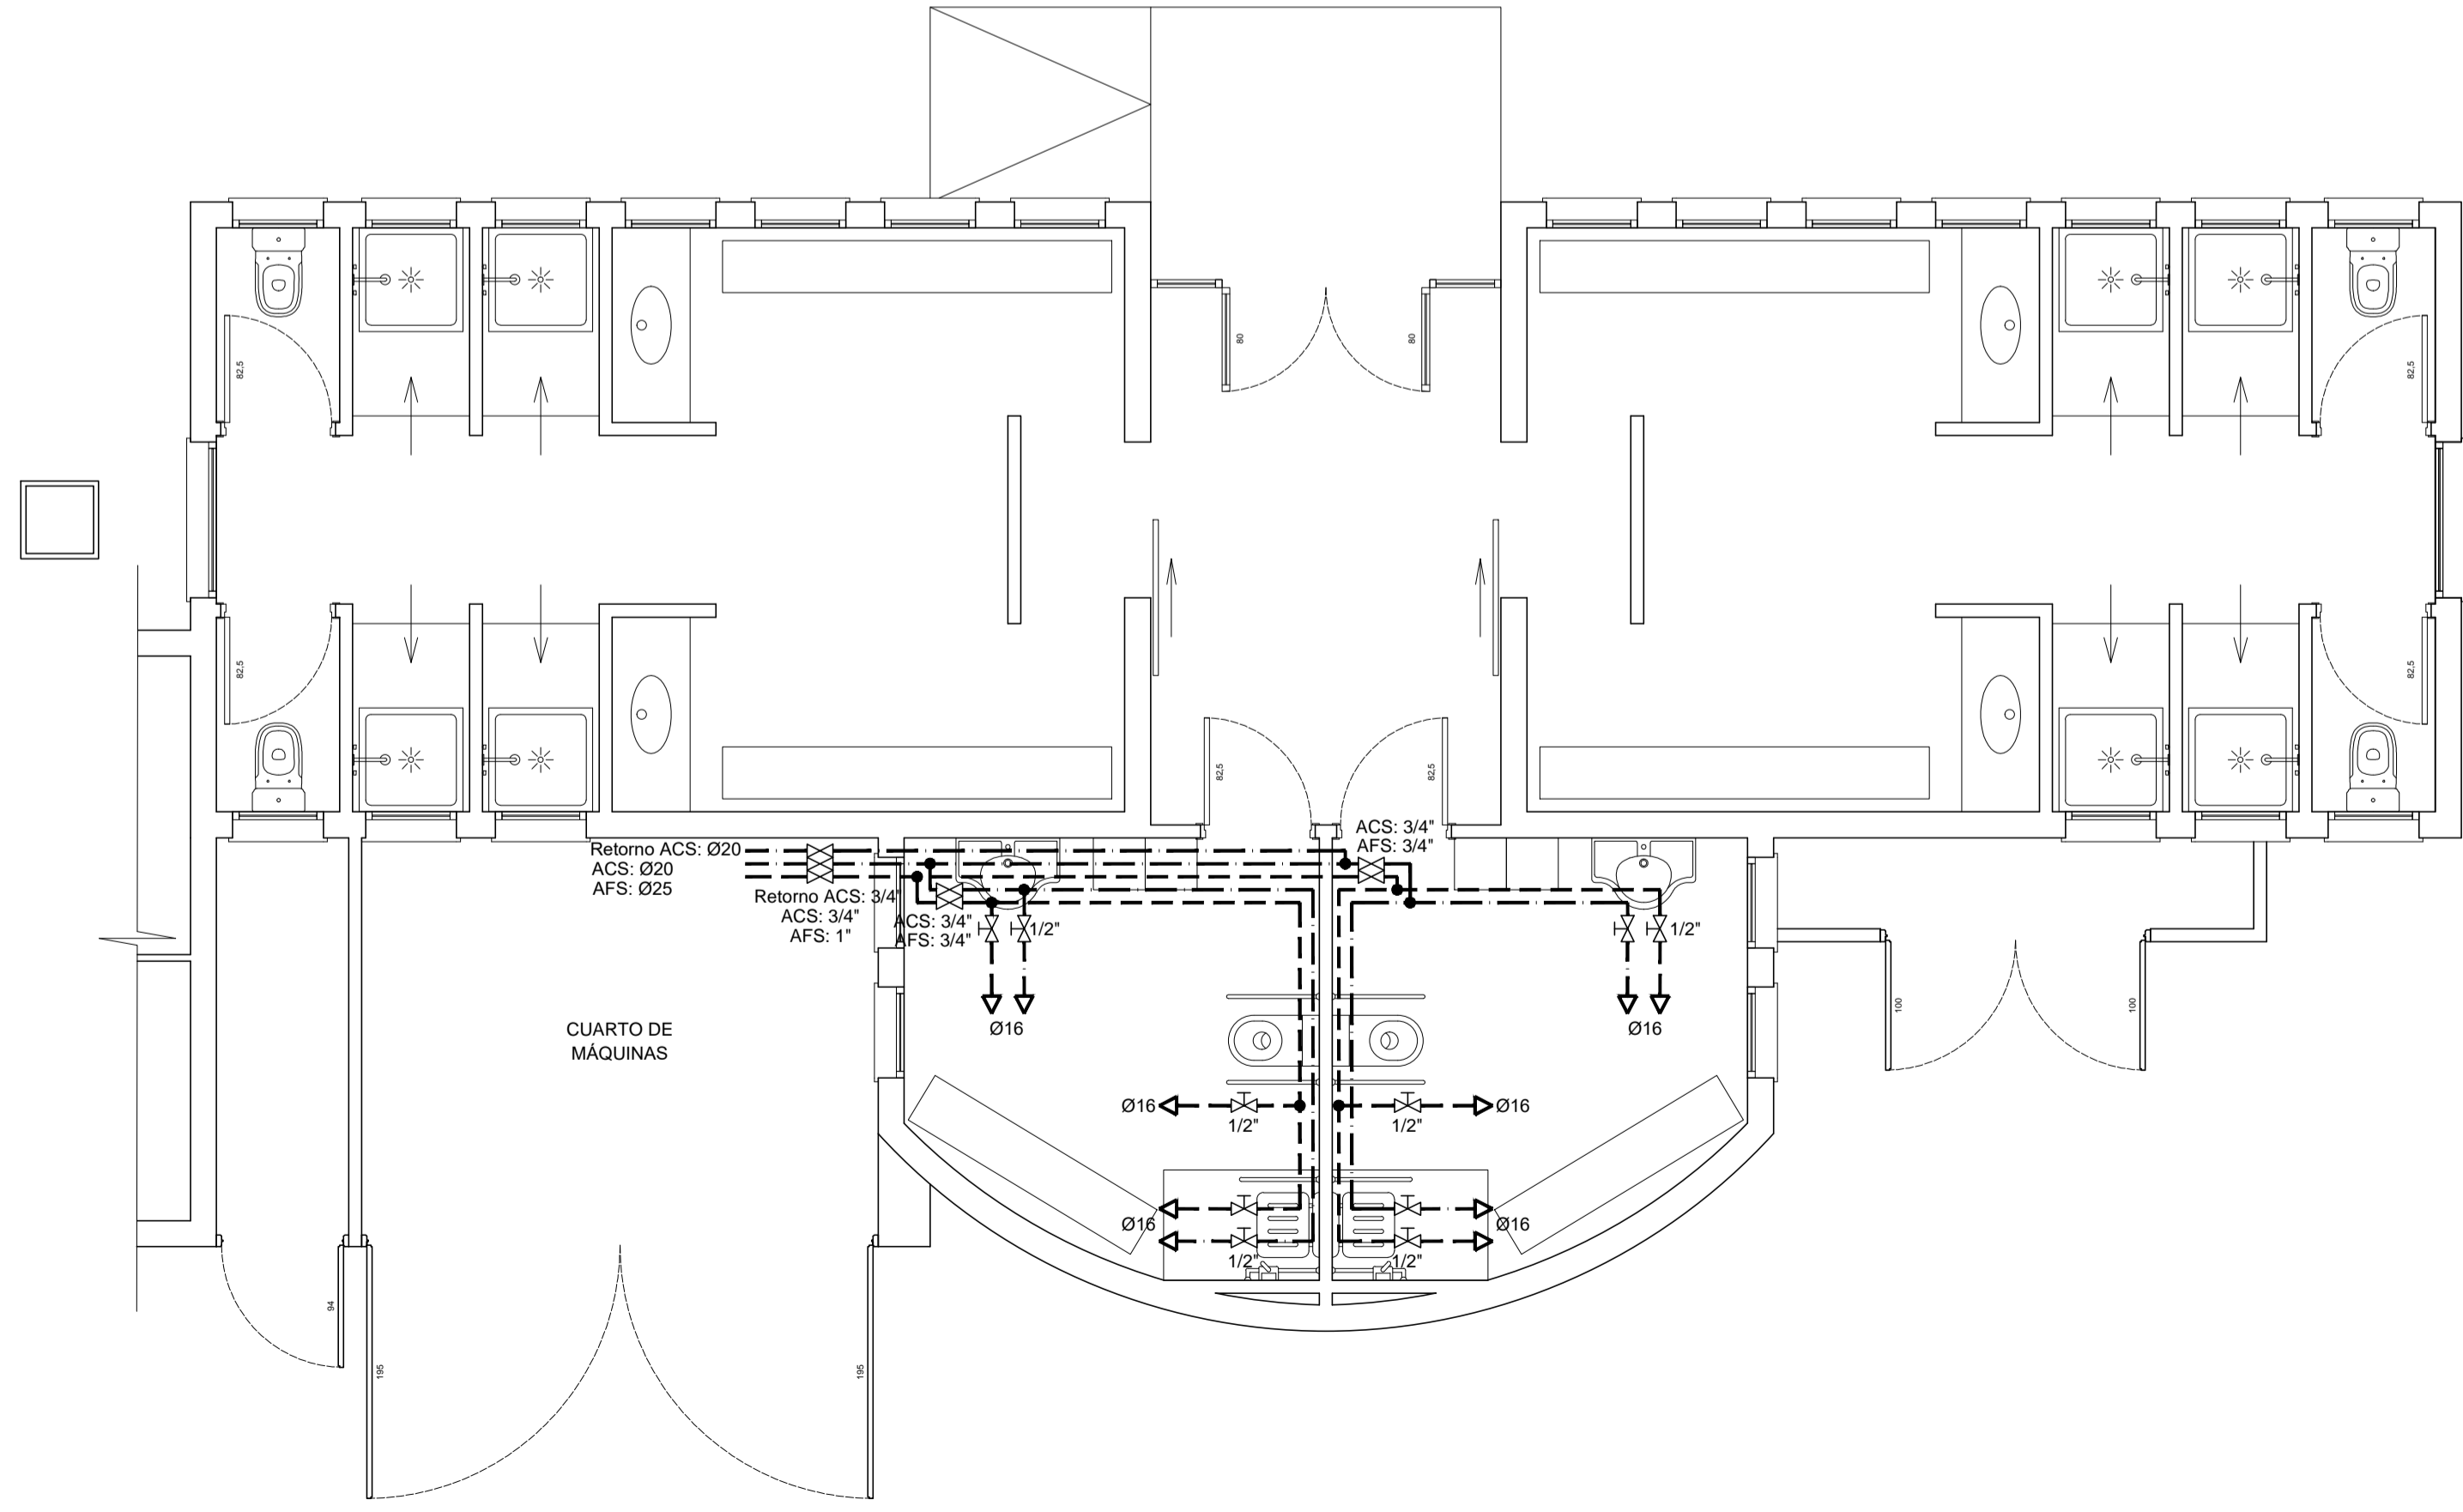 80
80
82,5
82,5
82,5
82,5
82,5
82,5
ACS: 3/4"
AFS: 3/4"
Retorno ACS: Ø20
ACS: Ø20
AFS: Ø25
Retorno ACS: 3/4"
ACS: 3/4"
AFS: 1"
ACS: 3/4"
AFS: 3/4"
1/2"
1/2"
100
100
Ø16
Ø16
CUARTO DE
MÁQUINAS
Ø16
Ø16
1/2"
1/2"
Ø16
Ø16
1/2"
1/2"
94
195
195